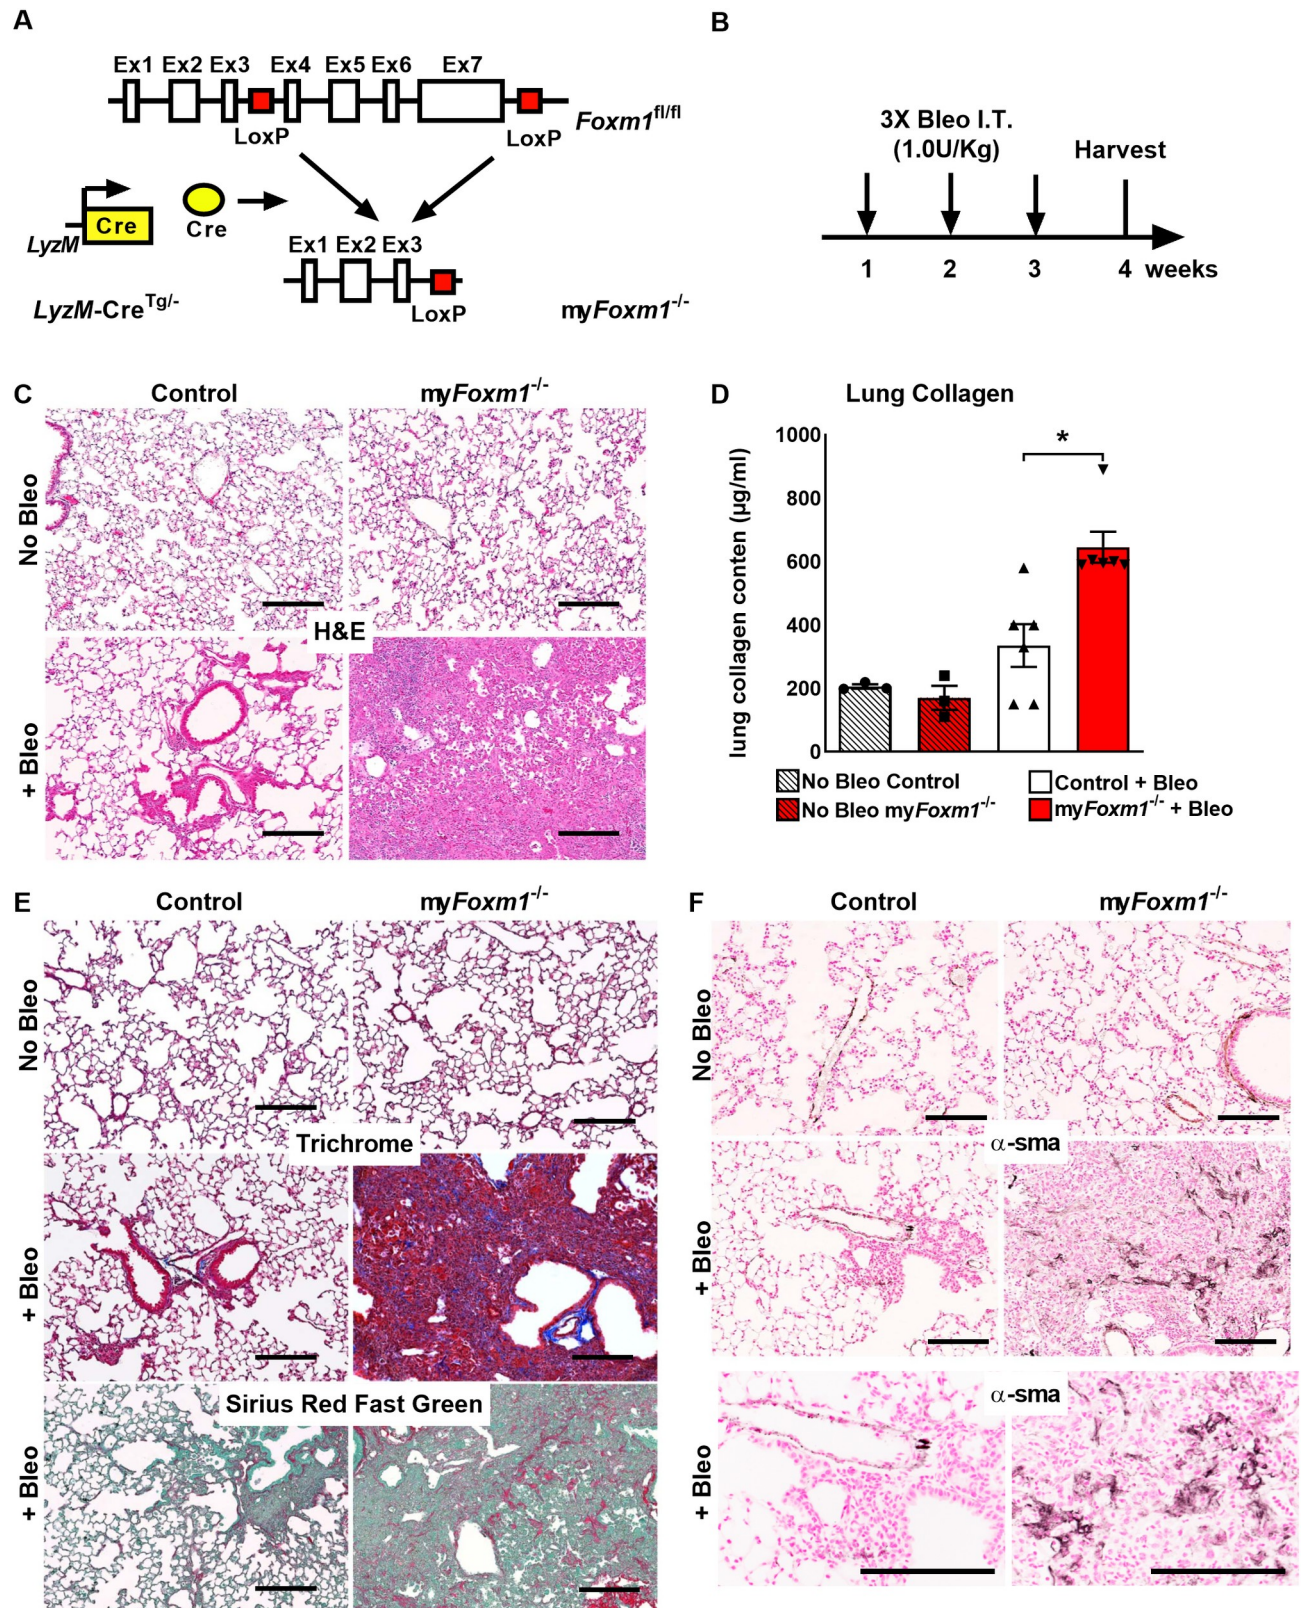 A
Ex1 Ex2 Ex3 Ex4 Ex5 Ex6 Ex7
LoxP LoxP
Foxm1fl/fl
LyzM Cre Cre
Ex1 Ex2 Ex3
LoxP
LyzM-CreTg/-
myFoxm1-/-
B
3X Bleo I.T.
(1.0U/Kg)
Harvest
1 2 3 4 weeks
C
Control myFoxm1-/-
No Bleo
H&E
+ Bleo
D
Lung Collagen
lung collagen conten (µg/ml)
1000
800
600
400
200
0
*
No Bleo Control
No Bleo myFoxm1-/-
Control + Bleo
myFoxm1-/- + Bleo
E
Control myFoxm1-/-
No Bleo
Trichrome
+ Bleo
Sirius Red Fast Green
+ Bleo
F
Control myFoxm1-/-
No Bleo
α-sma
+ Bleo
α-sma
+ Bleo